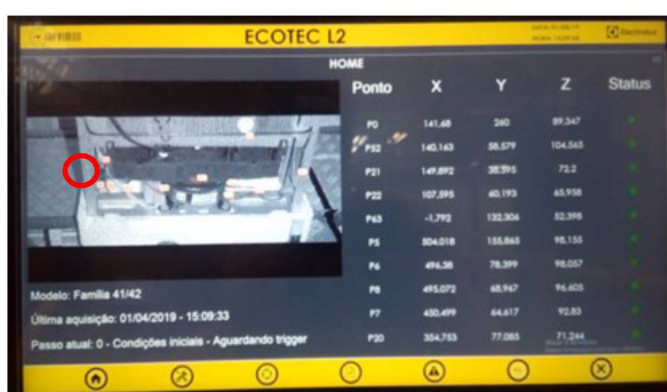 ECOTEC L2
Electrolux
HOME
Ponto X Y Z Status
P0 141,68 260 89,347
P52 140,163 58,579 104,565
P21 149,892 38,595 72,2
P22 107,595 60,193 65,958
P63 -1,792 132,306 52,398
P5 504,018 155,865 98,155
P6 496,38 78,399 98,057
P8 495,072 68,967 96,605
P7 450,499 64,617 92,83
P20 354,753 77,085 71,244
Modelo: Família 41/42
Última aquisição: 01/04/2019 - 15:09:33
Passo atual: 0 - Condições iniciais - Aguardando trigger